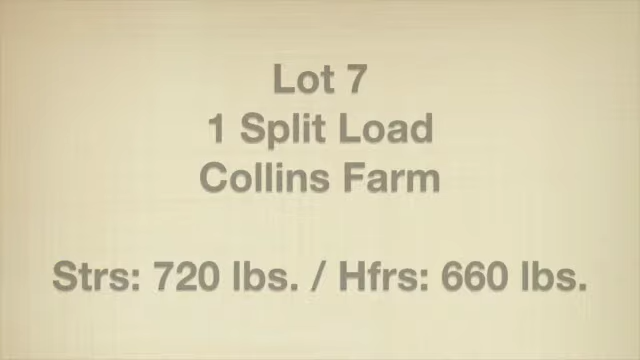 Lot 7
1 Split Load
Collins Farm
Strs: 720 lbs. / Hfrs: 660 lbs.